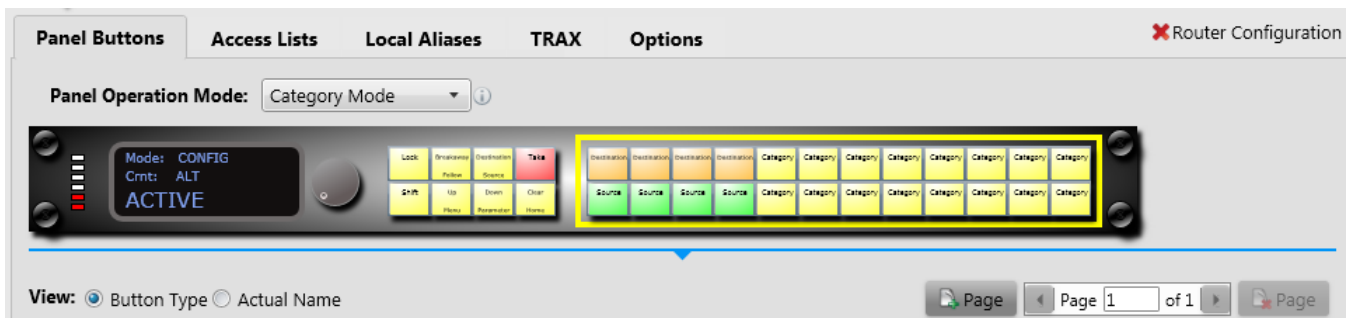 Panel Buttons Access Lists Local Aliases TRAX Options Router Configuration
Panel Operation Mode: Category Mode
Mode: CONFIG
Crnt: ALT
ACTIVE
Lock Breakaway Destination Take
Follow Source
Shift Up Down Clear
Menu Parameter Home
Destination Destination Destination Destination Category Category Category Category Category Category Category Category
Source Source Source Source Category Category Category Category Category Category Category Category
View: Button Type Actual Name Page Page 1 of 1 Page